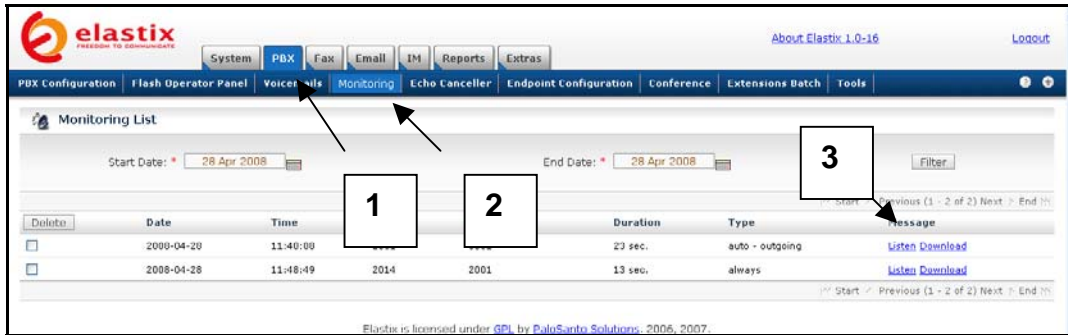 elastix
FREEDOM TO COMMUNICATE
About Elastix 1.0-16
Logout
System PBX Fax Email IM Reports Extras
PBX Configuration Flash Operator Panel Monitoring Echo Canceller Endpoint Configuration Conference Extensions Batch Tools
Monitoring List
Start Date: * 28 Apr 2008 End Date: * 28 Apr 2008 Filter
1 2 3
Start Previous (1 - 2 of 2) Next End
Delete Date Time Duration Type Message
2008-04-28 23 sec. auto - outgoing Listen Download
2008-04-28 11:48:49 2014 2001 13 sec. always Listen Download
Start Previous (1 - 2 of 2) Next End
Elastix is licensed under GPL by PaloSanto Solutions. 2006, 2007.